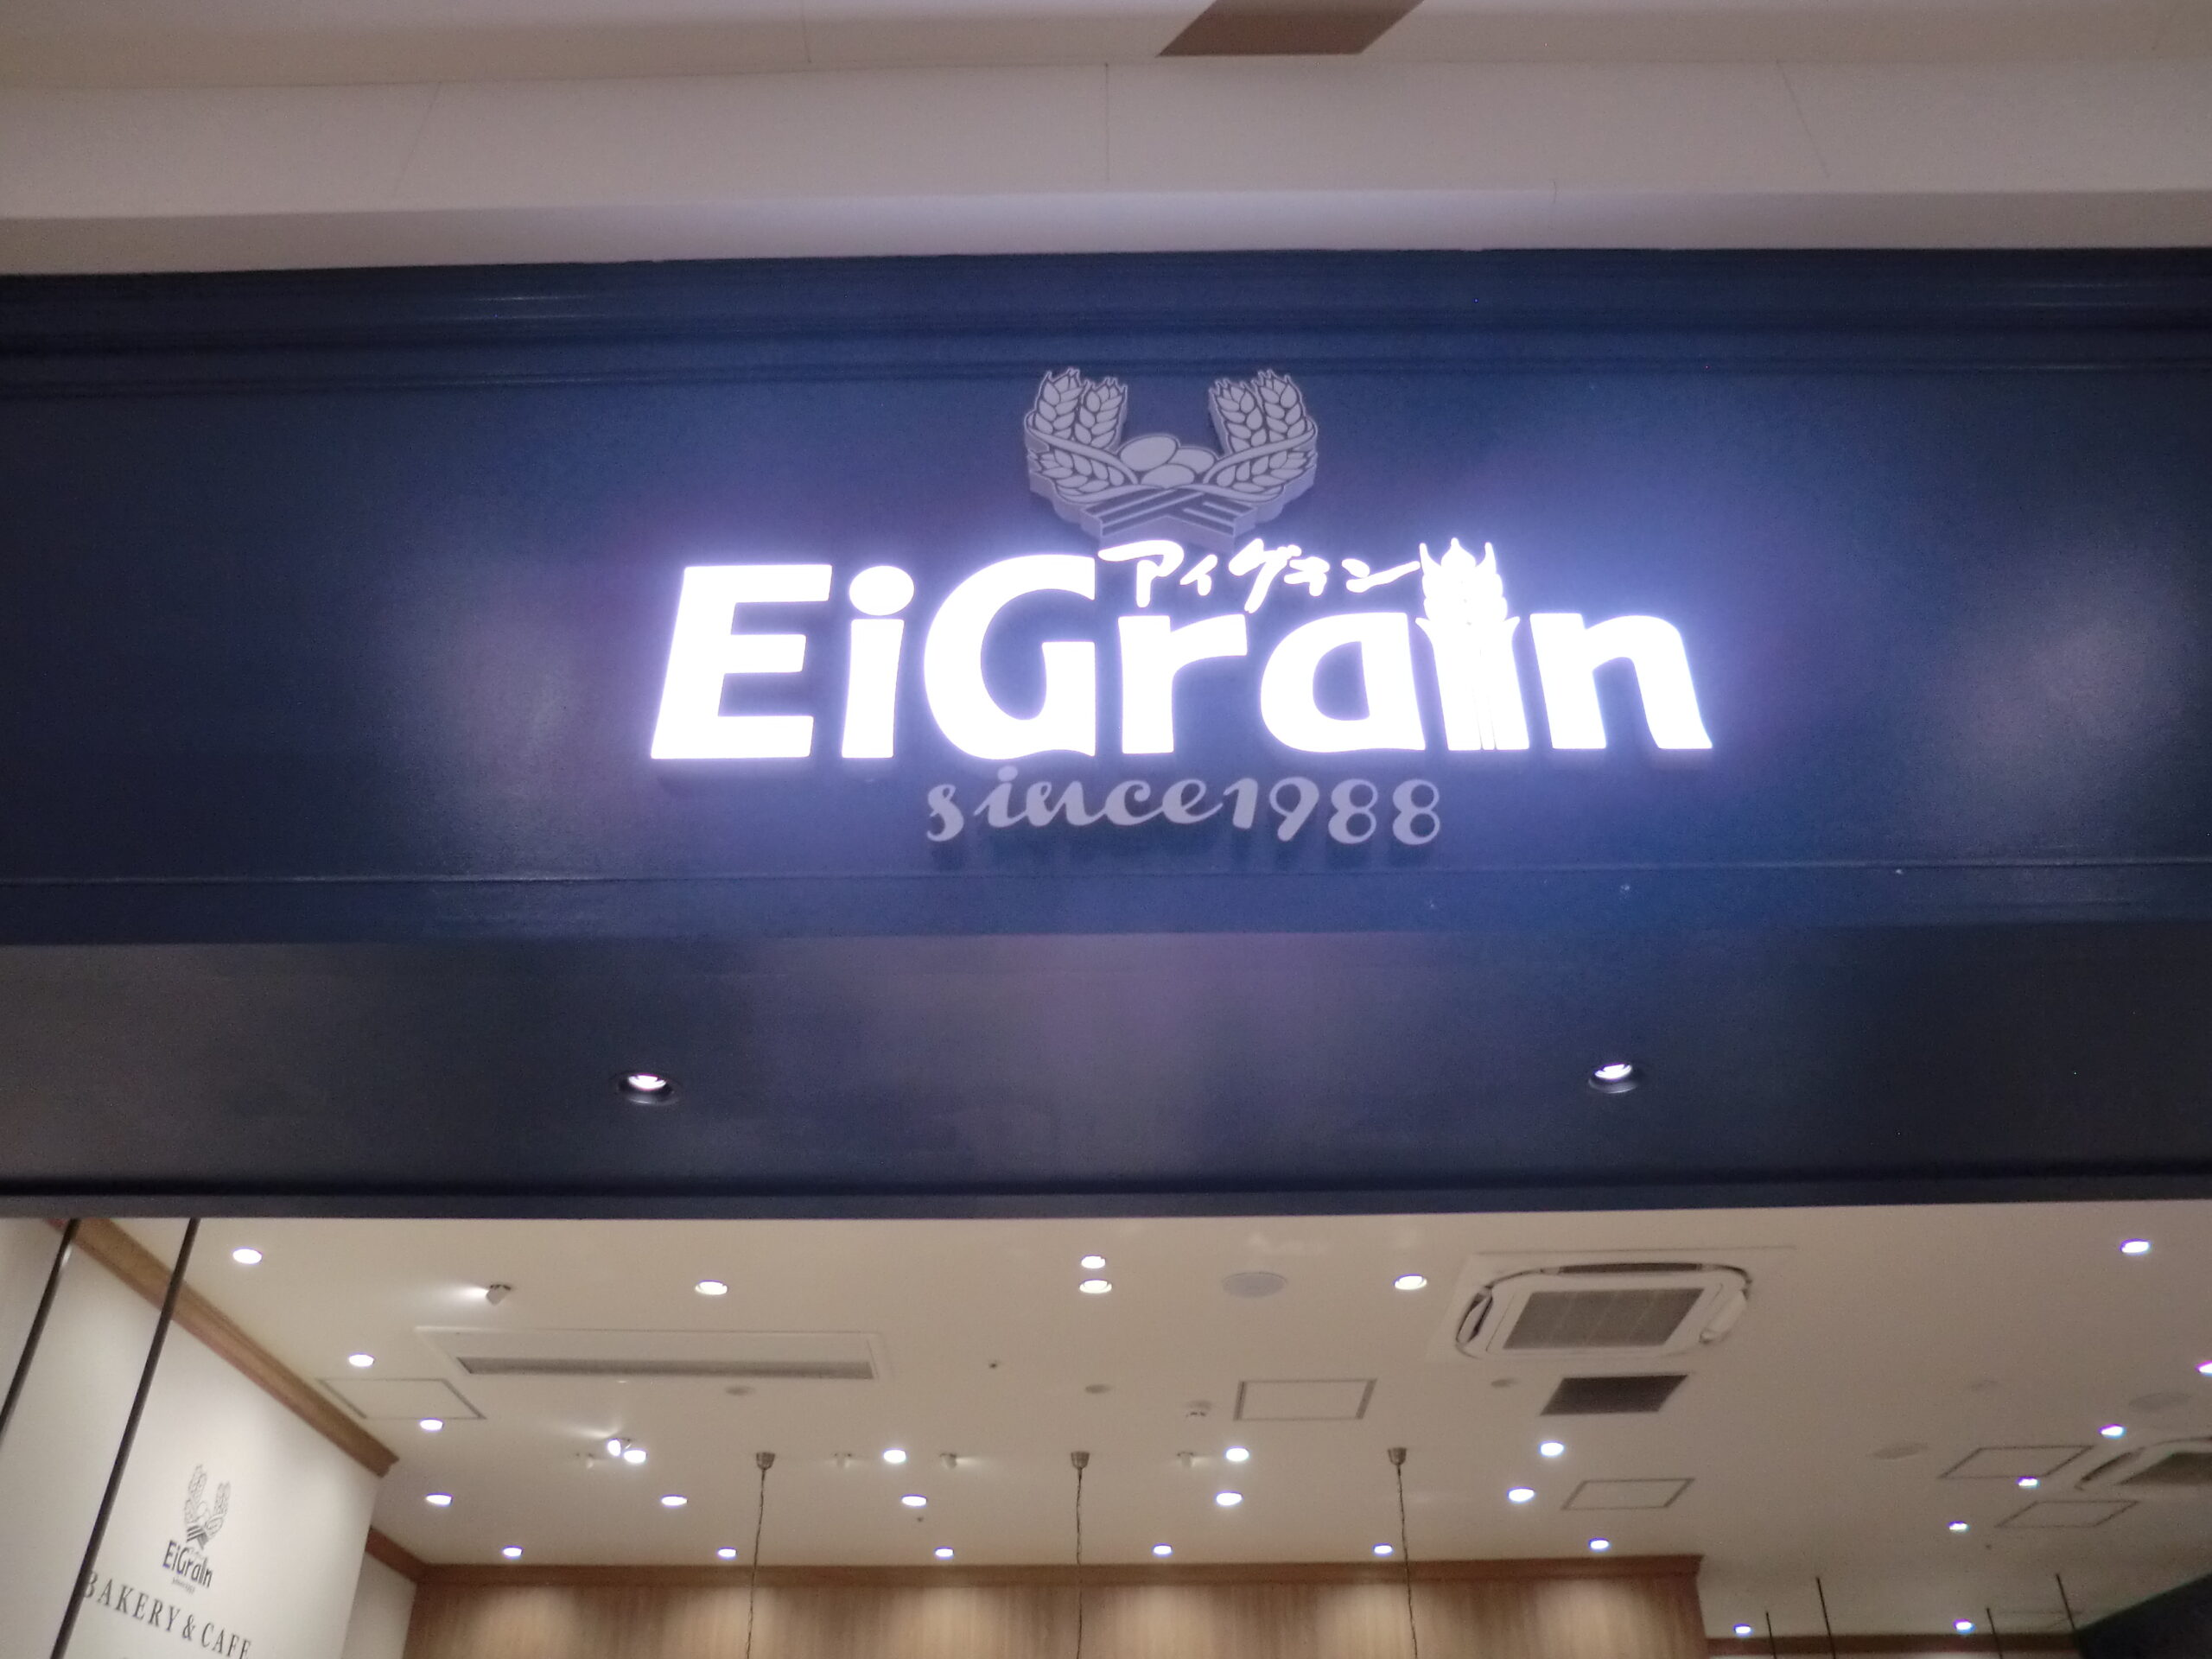 アイグラン
EiGrain
since1988
EiGrain
BAKERY & CAFE